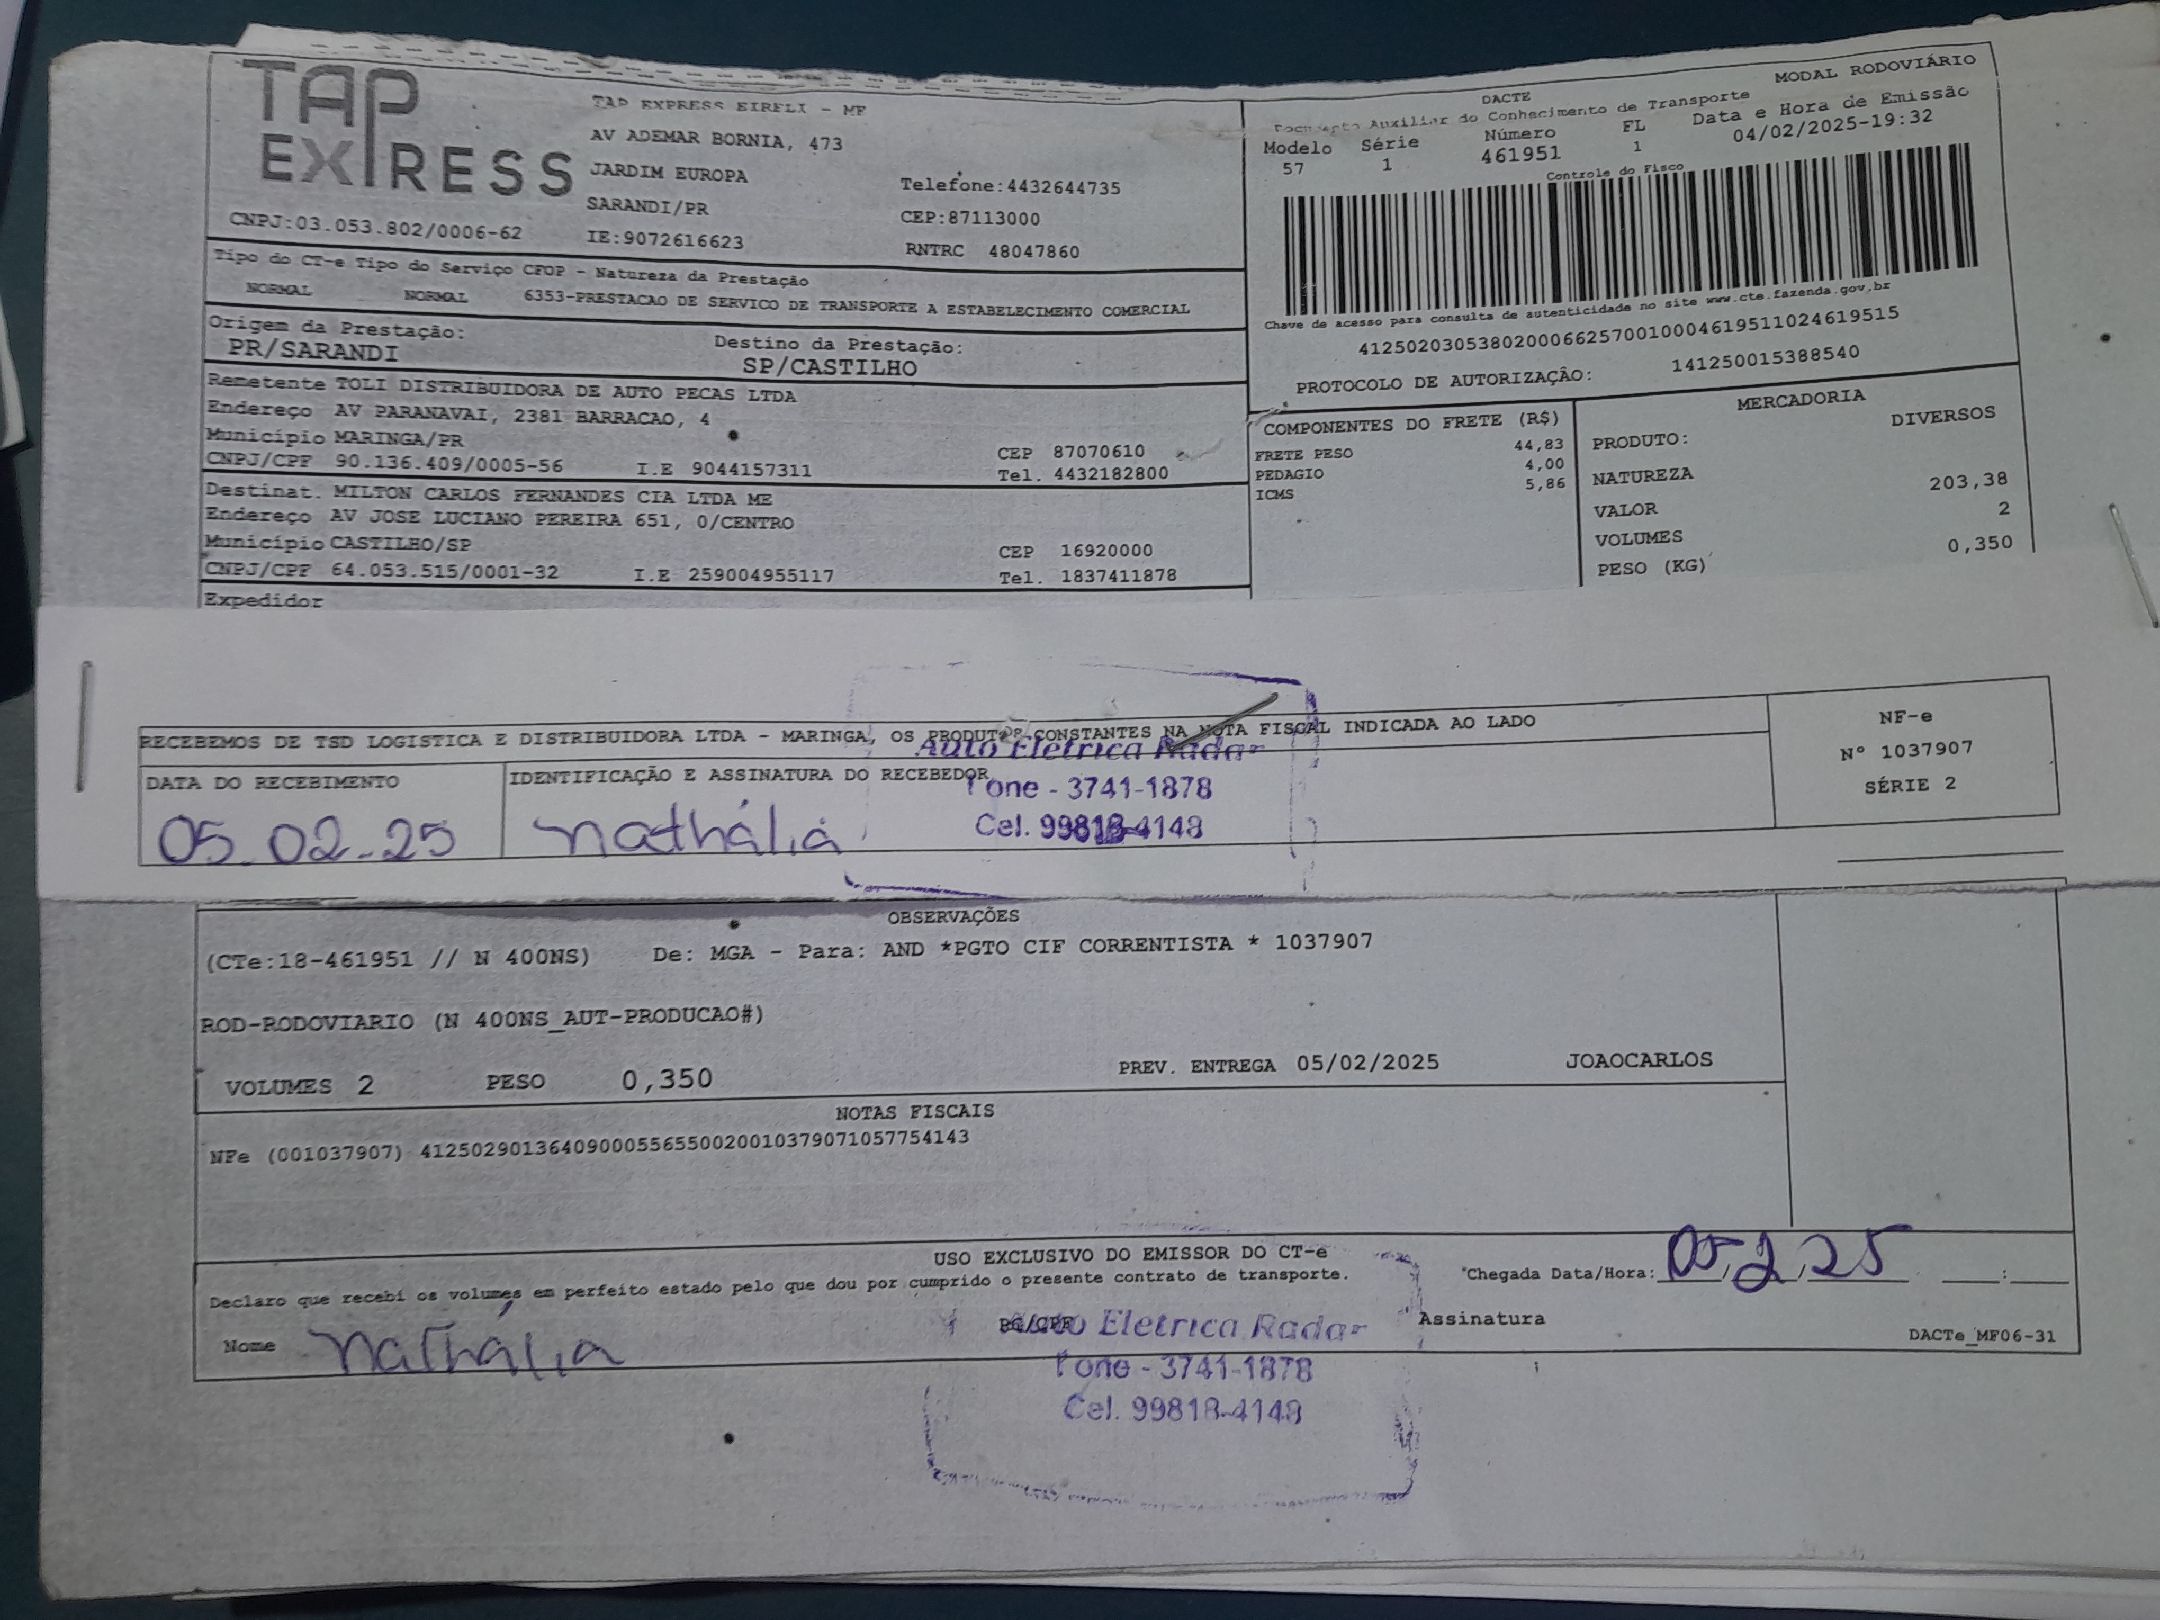 TAP EXPRESS
TAP EXPRESS EIRELI - ME
AV ADEMAR BORNIA, 473
JARDIM EUROPA
Telefone:4432644735
SARANDI/PR
CEP:87113000
CNPJ:03.053.802/0006-62
IE:9072616623
RNTRC 48047860
DACTE
MODAL RODOVIÁRIO
Documento Auxiliar do Conhecimento de Transporte
Modelo Série Número FL Data e Hora de Emissão
57 1 461951 1 04/02/2025-19:32
Controle do Fisco
Chave de acesso para consulta de autenticidade no site www.cte.fazenda.gov.br
41250203053802000662570010004619511024619515
PROTOCOLO DE AUTORIZAÇÃO: 141250015388540
Tipo do CT-e Tipo do Serviço CFOP - Natureza da Prestação
NORMAL NORMAL 6353-PRESTACAO DE SERVICO DE TRANSPORTE A ESTABELECIMENTO COMERCIAL
Origem da Prestação: Destino da Prestação:
PR/SARANDI SP/CASTILHO
Remetente TOLI DISTRIBUIDORA DE AUTO PECAS LTDA
Endereço AV PARANAVAI, 2381 BARRACAO, 4
Município MARINGA/PR CEP 87070610
CNPJ/CPF 90.136.409/0005-56 I.E 9044157311 Tel. 4432182800
Destinat. MILTON CARLOS FERNANDES CIA LTDA ME
Endereço AV JOSE LUCIANO PEREIRA 651, 0/CENTRO
Município CASTILHO/SP CEP 16920000
CNPJ/CPF 64.053.515/0001-32 I.E 259004955117 Tel. 1837411878
Expedidor
COMPONENTES DO FRETE (R$)
FRETE PESO 44,83
PEDAGIO 4,00
ICMS 5,86
MERCADORIA
PRODUTO: DIVERSOS
NATUREZA
VALOR 203,38
VOLUMES 2
PESO (KG) 0,350
RECEBEMOS DE TSD LOGISTICA E DISTRIBUIDORA LTDA - MARINGA, OS PRODUTOS CONSTANTES NA NOTA FISCAL INDICADA AO LADO
NF-e
Nº 1037907
SÉRIE 2
DATA DO RECEBIMENTO
IDENTIFICAÇÃO E ASSINATURA DO RECEBEDOR
05.02.25
Nathália
Auto Eletrica Radar
Fone - 3741-1878
Cel. 99818-4148
OBSERVAÇÕES
(CTe:18-461951 // N 400NS) De: MGA - Para: AND *PGTO CIF CORRENTISTA * 1037907
ROD-RODOVIARIO (N 400NS_AUT-PRODUCAO#)
VOLUMES 2 PESO 0,350 PREV. ENTREGA 05/02/2025 JOAOCARLOS
NOTAS FISCAIS
NFe (001037907) 41250290136409000556550020010379071057754143
USO EXCLUSIVO DO EMISSOR DO CT-e
Declaro que recebi os volumes em perfeito estado pelo que dou por cumprido o presente contrato de transporte.
Chegada Data/Hora: 05,2,25 :
Nome Nathália
RG/CPF
Assinatura
DACTe_MF06-31
Auto Eletrica Radar
Fone - 3741-1878
Cel. 99818-4148